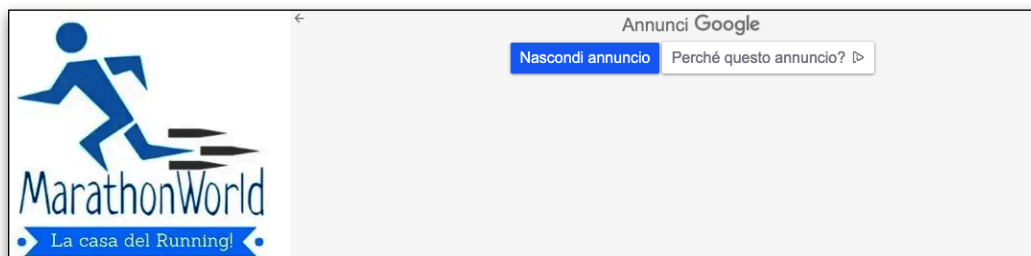 Annunci Google
Nascondi annuncio
Perché questo annuncio?
MarathonWorld
La casa del Running!